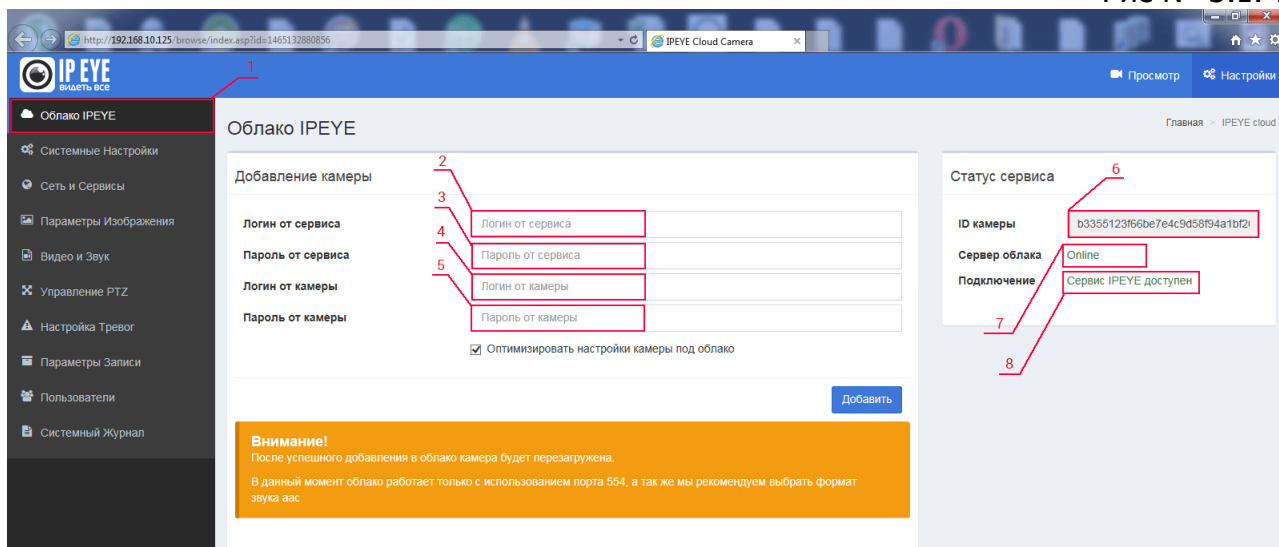 http://192.168.10.125/browse/index.asp?id=1465132880856
IPEYE Cloud Camera
IP EYE
видеть все
1
Просмотр
Настройки
Облако IPEYE
Системные Настройки
Сеть и Сервисы
Параметры Изображения
Видео и Звук
Управление PTZ
Настройка Тревог
Параметры Записи
Пользователи
Системный Журнал
Облако IPEYE
Главная > IPEYE cloud
Добавление камеры
2
3
4
5
Логин от сервиса
Логин от сервиса
Пароль от сервиса
Пароль от сервиса
Логин от камеры
Логин от камеры
Пароль от камеры
Пароль от камеры
Оптимизировать настройки камеры под облако
Добавить
Внимание!
После успешного добавления в облако камера будет перезагружена.
В данный момент облако работает только с использованием порта 554, а так же мы рекомендуем выбрать формат
звука aac
Статус сервиса
6
ID камеры
b3355123f66be7e4c9d58f94a1bf2
Сервер облака
Online
Подключение
Сервис IPEYE доступен
7
8